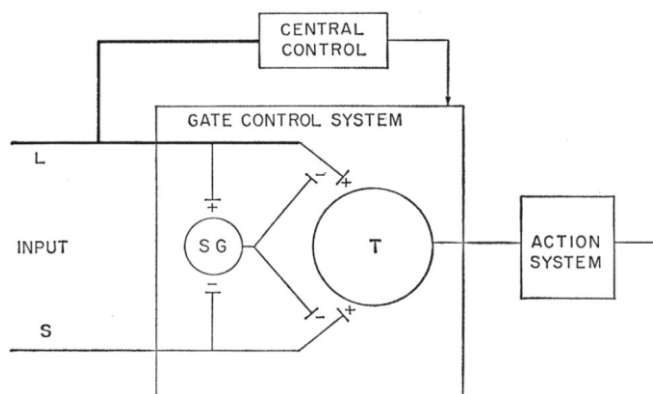 CENTRAL
CONTROL
GATE CONTROL SYSTEM
L
+
-
+
INPUT
SG
T
ACTION
SYSTEM
-
-
+
S